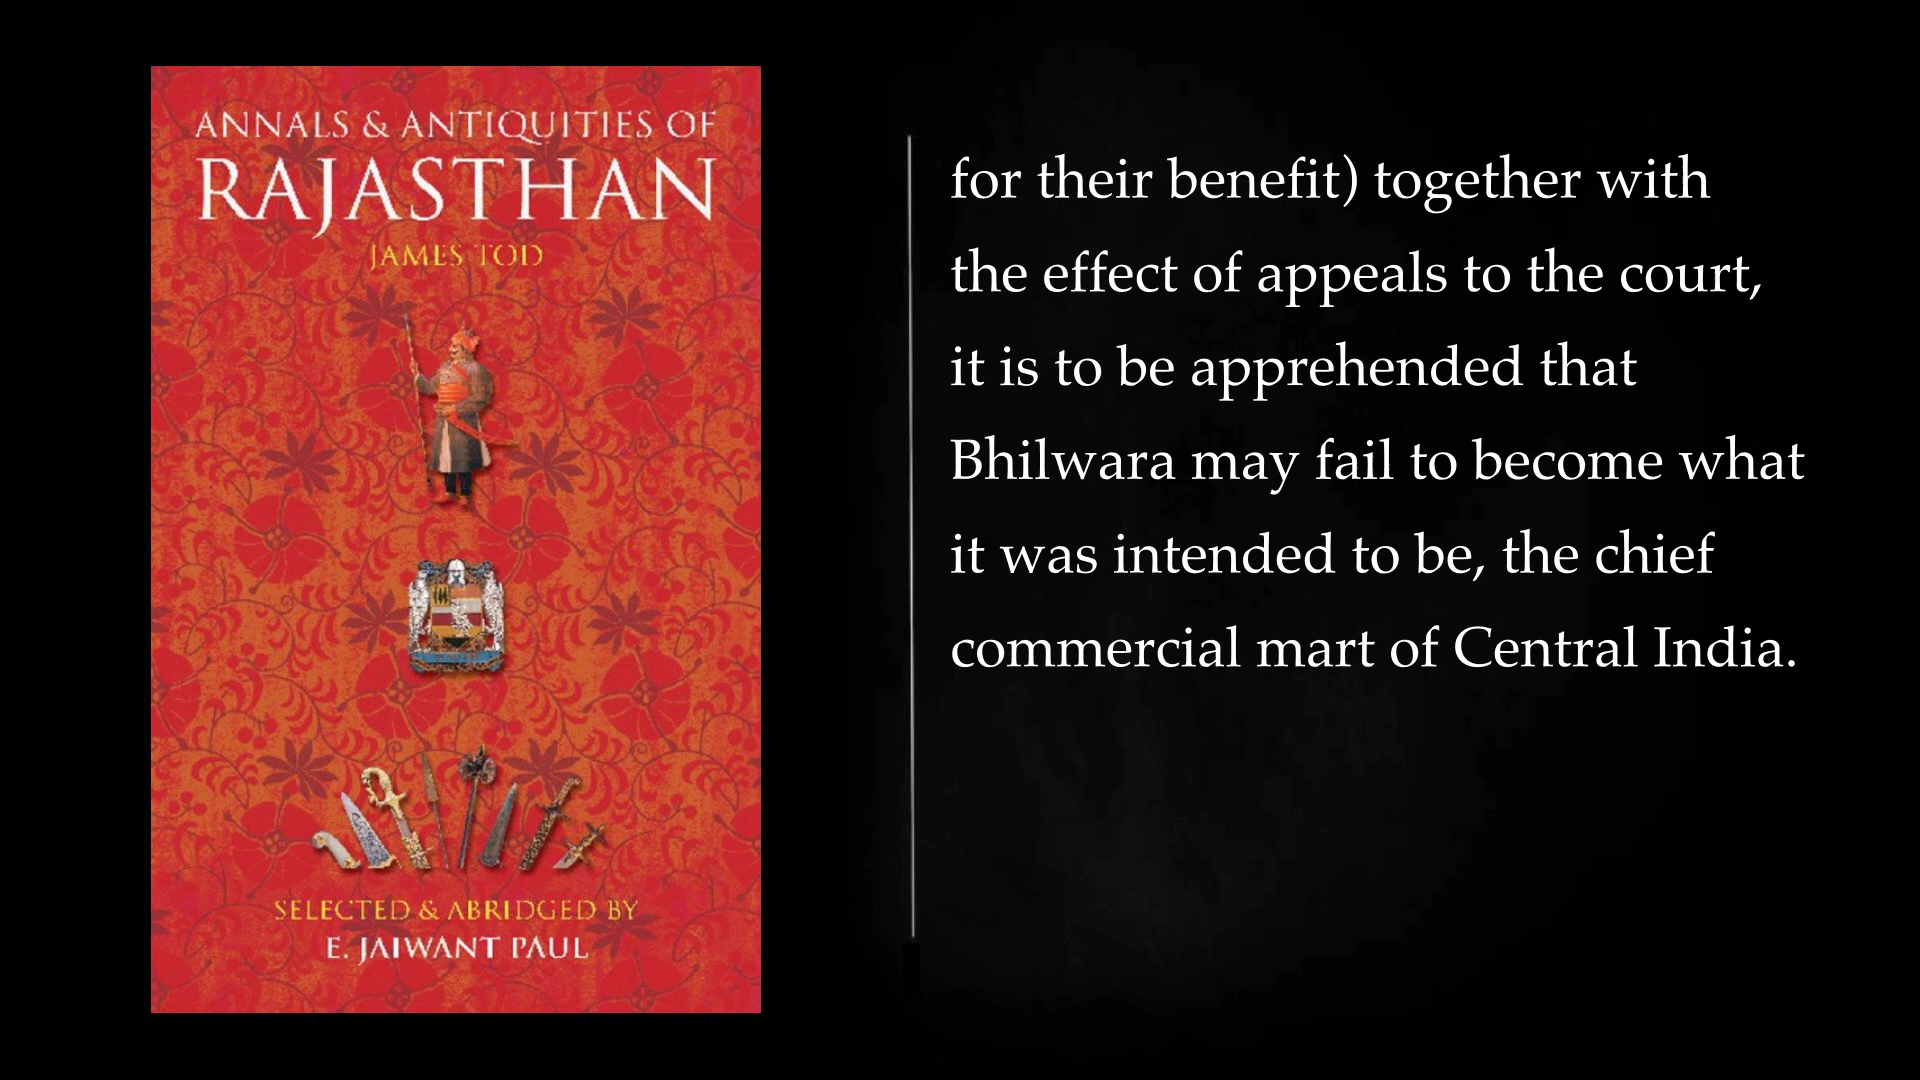 ANNALS & ANTIQUITIES OF
RAJASTHAN
JAMES TOD
SELECTED & ABRIDGED BY
E. JAIWANT PAUL
for their benefit) together with
the effect of appeals to the court,
it is to be apprehended that
Bhilwara may fail to become what
it was intended to be, the chief
commercial mart of Central India.